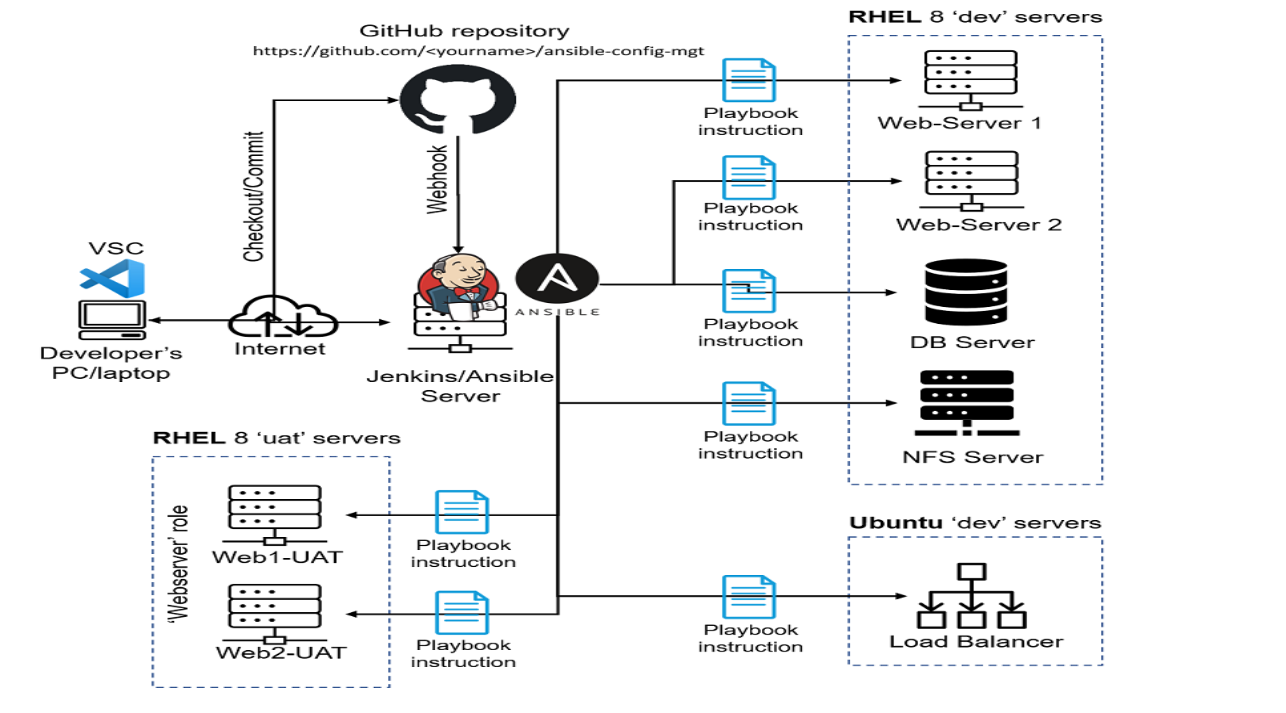 GitHub repository
https://github.com/<yourname>/ansible-config-mgt
Checkout/Commit
Webhook
VSC
Developer's
PC/laptop
Internet
Jenkins/Ansible
Server
A
ANSIBLE
RHEL 8 ‘dev’ servers
Playbook
instruction
Web-Server 1
Playbook
instruction
Web-Server 2
Playbook
instruction
DB Server
Playbook
instruction
NFS Server
RHEL 8 ‘uat’ servers
‘Webserver’ role
Web1-UAT
Playbook
instruction
Web2-UAT
Playbook
instruction
Ubuntu ‘dev’ servers
Playbook
instruction
Load Balancer